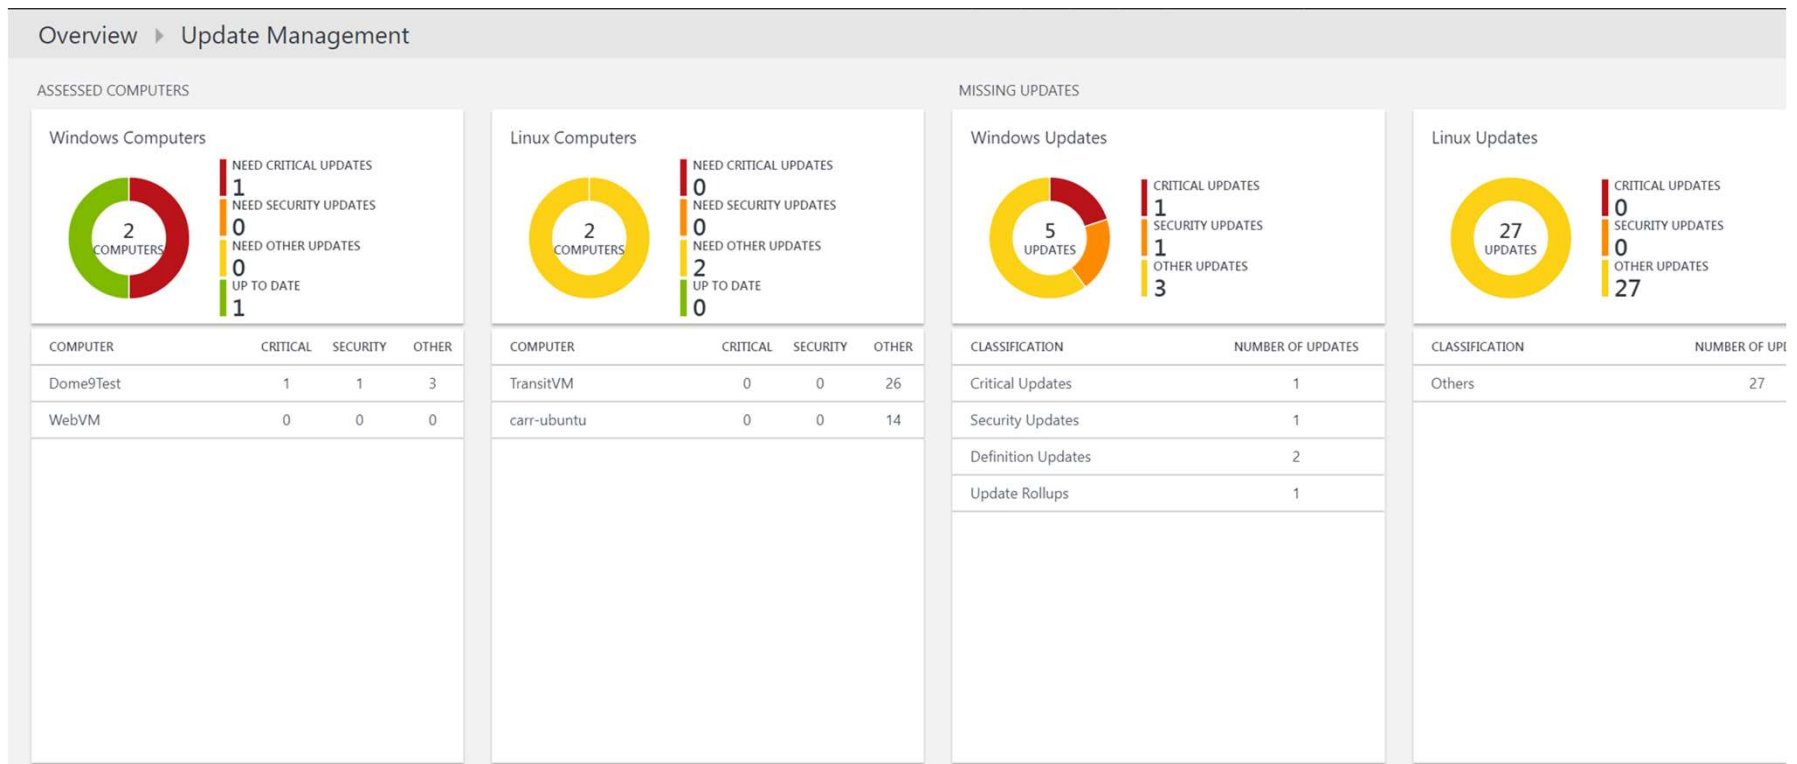 Overview Update Management
ASSESSED COMPUTERS
Windows Computers
2
COMPUTERS
NEED CRITICAL UPDATES
1
NEED SECURITY UPDATES
0
NEED OTHER UPDATES
0
UP TO DATE
1
COMPUTER CRITICAL SECURITY OTHER
Dome9Test 1 1 3
WebVM 0 0 0
Linux Computers
2
COMPUTERS
NEED CRITICAL UPDATES
0
NEED SECURITY UPDATES
0
NEED OTHER UPDATES
2
UP TO DATE
0
COMPUTER CRITICAL SECURITY OTHER
TransitVM 0 0 26
carr-ubuntu 0 0 14
MISSING UPDATES
Windows Updates
5
UPDATES
CRITICAL UPDATES
1
SECURITY UPDATES
1
OTHER UPDATES
3
CLASSIFICATION NUMBER OF UPDATES
Critical Updates 1
Security Updates 1
Definition Updates 2
Update Rollups 1
Linux Updates
27
UPDATES
CRITICAL UPDATES
0
SECURITY UPDATES
0
OTHER UPDATES
27
CLASSIFICATION NUMBER OF
Others 27